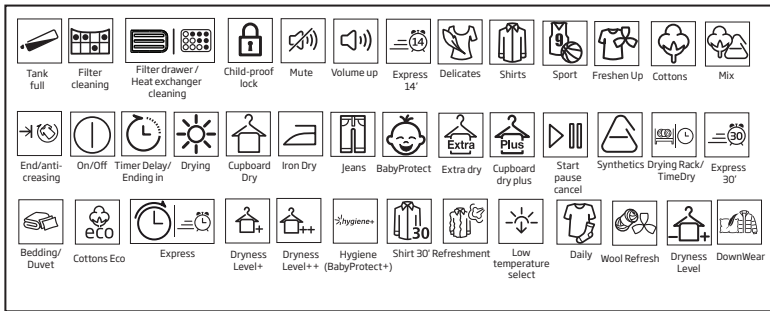 14
9
Tank
full
Filter
cleaning
Filter drawer /
Heat exchanger
cleaning
Child-proof
lock
Mute
Volume up
Express
14'
Delicates
Shirts
Sport
Freshen Up
Cottons
Mix
Extra
Plus
30
End/anti-
creasing
On/Off
Timer Delay/
Ending in
Drying
Cupboard
Dry
Iron Dry
Jeans
BabyProtect
Extra dry
Cupboard
dry plus
Start
pause
cancel
Synthetics
Drying Rack/
TimeDry
Express
30'
eco
+
++
hygiene+
30
- +
Bedding/
Duvet
Cottons Eco
Express
Dryness
Level+
Dryness
Level++
Hygiene
(BabyProtect+)
Shirt 30'
Refreshment
Low
temperature
select
Daily
Wool Refresh
Dryness
Level
DownWear